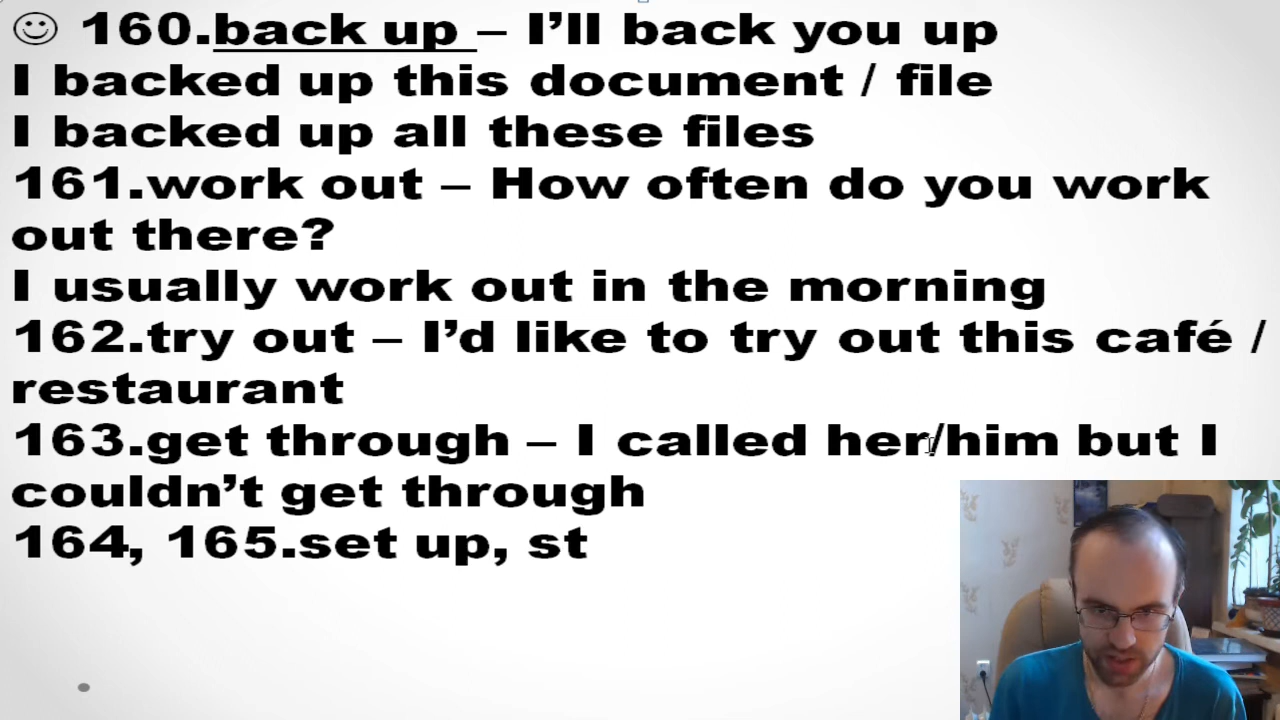 ☺ 160.back up – I’ll back you up
I backed up this document / file
I backed up all these files
161.work out – How often do you work
out there?
I usually work out in the morning
162.try out – I’d like to try out this café /
restaurant
163.get through – I called her/him but I
couldn’t get through
164, 165.set up, st